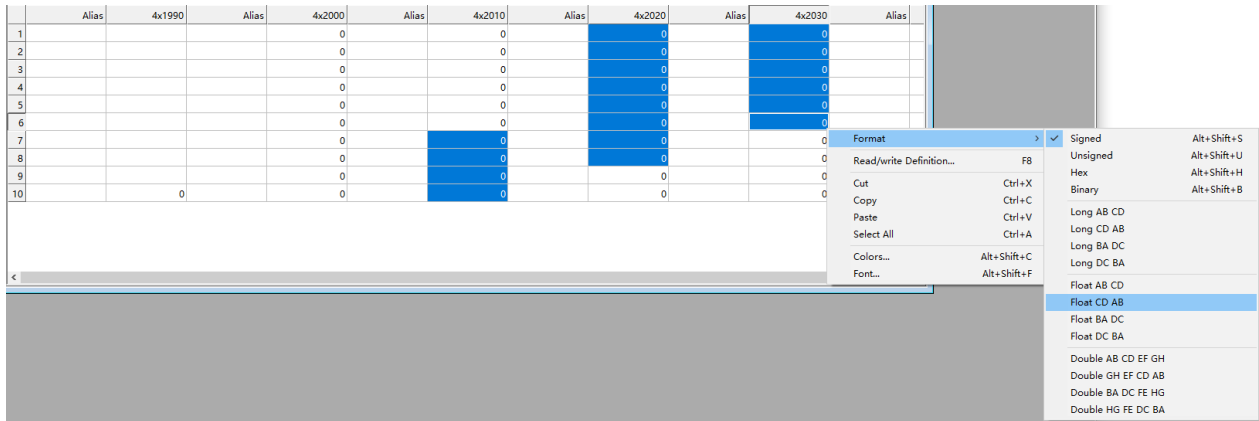 Alias 4x1990 Alias 4x2000 Alias 4x2010 Alias 4x2020 Alias 4x2030 Alias
1 0 0 0 0
2 0 0 0 0
3 0 0 0 0
4 0 0 0 0
5 0 0 0 0
6 0 0 0 0
7 0 0 0 0
8 0 0 0 0
9 0 0 0 0
10 0 0 0 0 0
Format
Read/write Definition... F8
Cut Ctrl+X
Copy Ctrl+C
Paste Ctrl+V
Select All Ctrl+A
Colors... Alt+Shift+C
Font... Alt+Shift+F
Signed Alt+Shift+S
Unsigned Alt+Shift+U
Hex Alt+Shift+H
Binary Alt+Shift+B
Long AB CD
Long CD AB
Long BA DC
Long DC BA
Float AB CD
Float CD AB
Float BA DC
Float DC BA
Double AB CD EF GH
Double GH EF CD AB
Double BA DC FE HG
Double HG FE DC BA